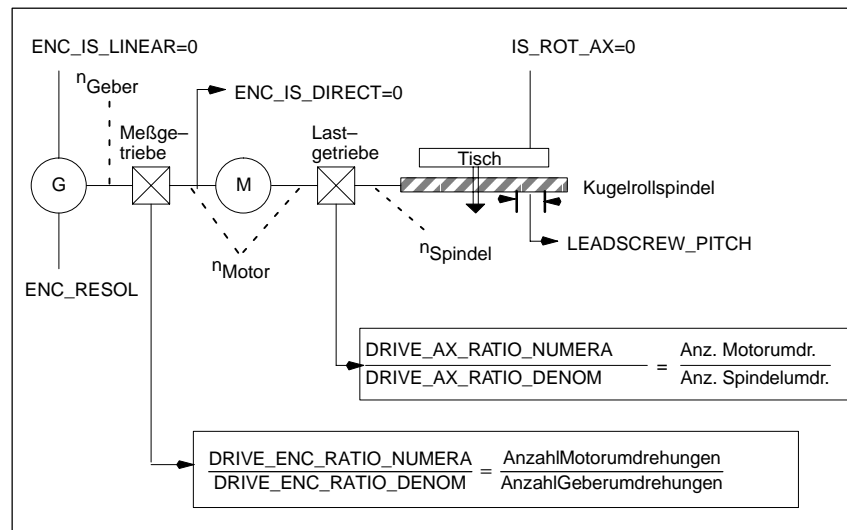 ENC_IS_LINEAR=0
IS_ROT_AX=0
nGeber
ENC_IS_DIRECT=0
Meßge–
triebe
Last–
getriebe
Tisch
G
M
Kugelrollspindel
nMotor
nSpindel
LEADSCREW_PITCH
ENC_RESOL
DRIVE_AX_RATIO_NUMERA
DRIVE_AX_RATIO_DENOM
=
Anz. Motorumdr.
Anz. Spindelumdr.
DRIVE_ENC_RATIO_NUMERA
DRIVE_ENC_RATIO_DENOM
=
AnzahlMotorumdrehungen
AnzahlGeberumdrehungen